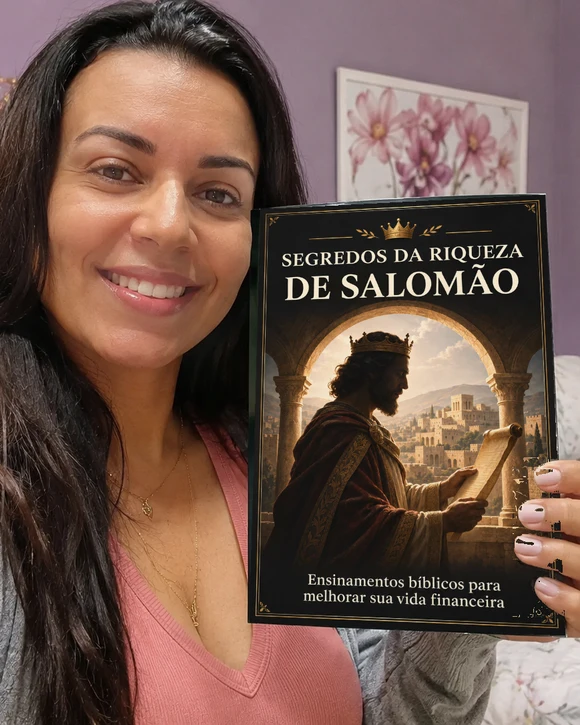 SEGREDOS DA RIQUEZA
DE SALOMÃO
Ensinamentos bíblicos para
melhorar sua vida financeira